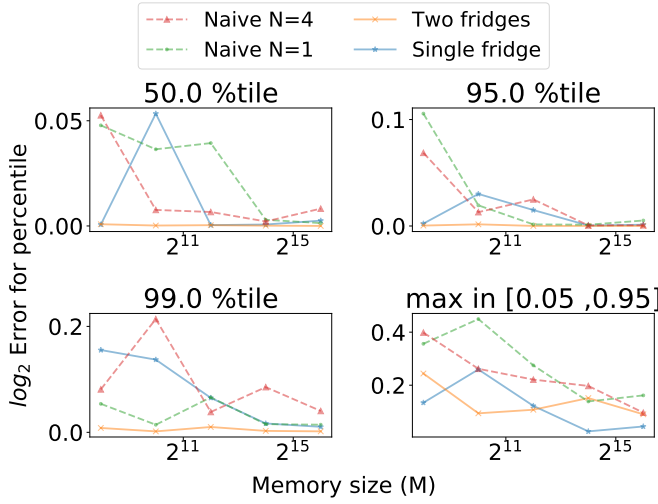 Naive N=4
Two fridges
Naive N=1
Single fridge
50.0 %tile
95.0 %tile
0.05
0.00
2^11
2^15
0.1
0.0
2^11
2^15
log₂ Error for percentile
99.0 %tile
max in [0.05 ,0.95]
0.2
0.0
2^11
2^15
0.4
0.2
2^11
2^15
Memory size (M)